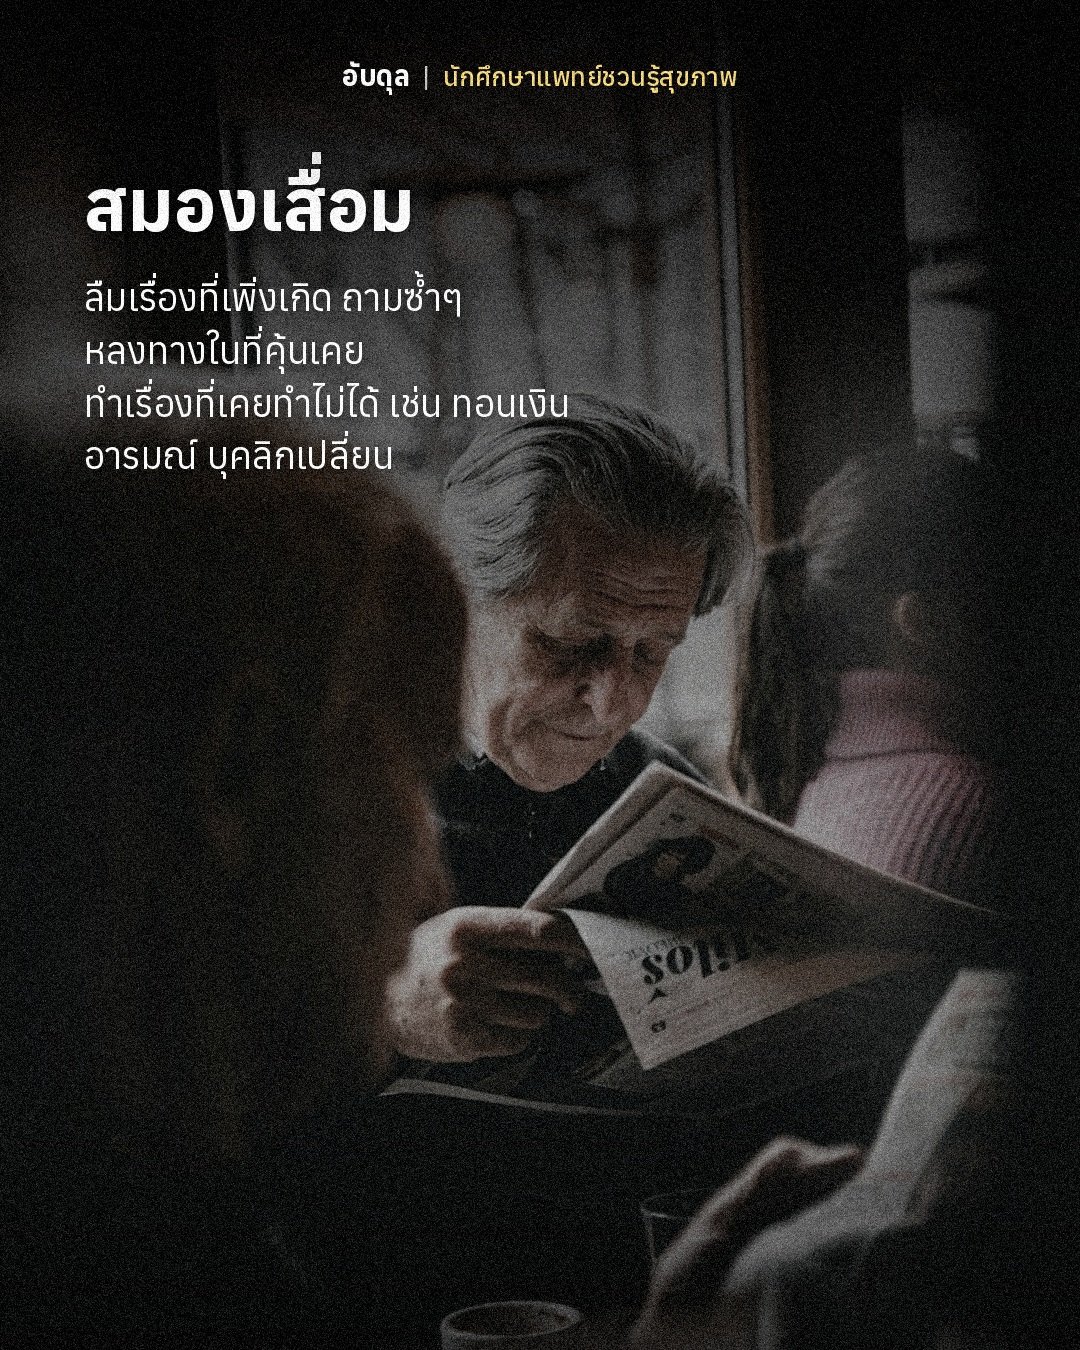 อับดุล | นักศึกษาแพทย์ชวนรู้สุขภาพ
สมองเสื่อม
ลืมเรื่องที่เพิ่งเกิด ถามซ้ำๆ
หลงทางในที่คุ้นเคย
ทำเรื่องที่เคยทำไม่ได้ เช่น ทอนเงิน
อารมณ์ บุคลิกเปลี่ยน